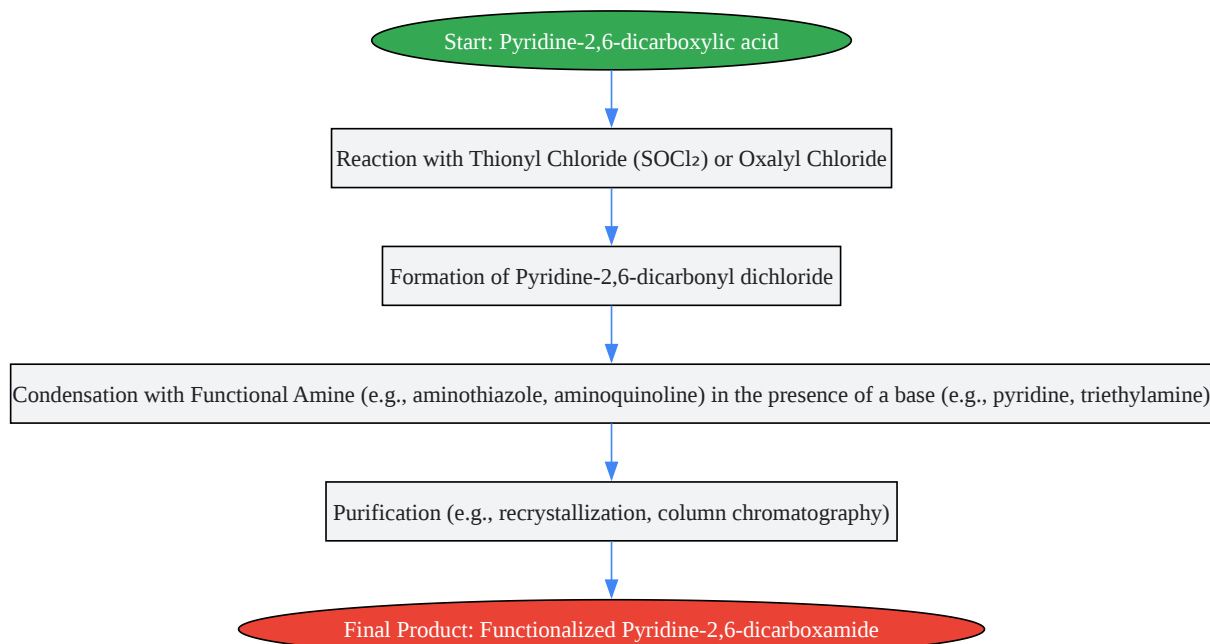 Start: Pyridine-2,6-dicarboxylic acid
Reaction with Thionyl Chloride (SOCl₂) or Oxalyl Chloride
Formation of Pyridine-2,6-dicarbonyl dichloride
Condensation with Functional Amine (e.g., aminothiazole, aminoquinoline) in the presence of a base (e.g., pyridine, triethylamine)
Purification (e.g., recrystallization, column chromatography)
Final Product: Functionalized Pyridine-2,6-dicarboxamide